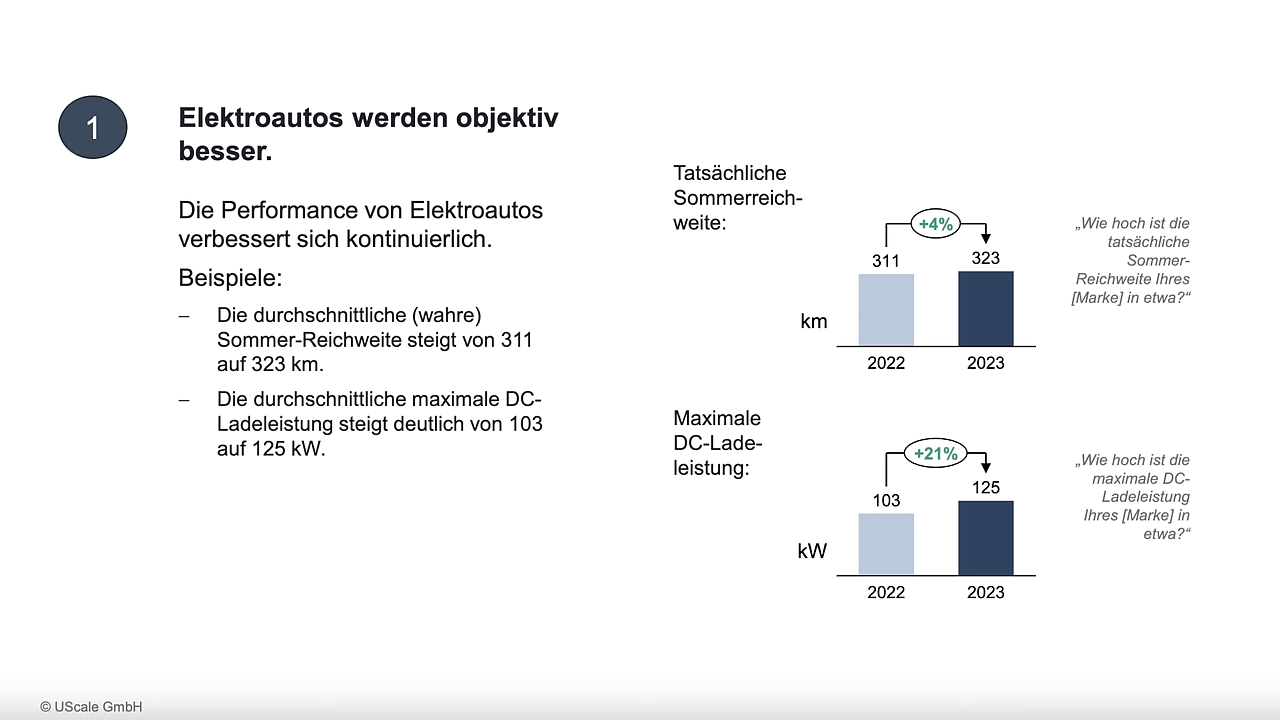 1
Elektroautos werden objektiv
besser.
Die Performance von Elektroautos
verbessert sich kontinuierlich.
Beispiele:
– Die durchschnittliche (wahre)
Sommer-Reichweite steigt von 311
auf 323 km.
– Die durchschnittliche maximale DC-
Ladeleistung steigt deutlich von 103
auf 125 kW.
Tatsächliche
Sommerreich-
weite:
+4%
311
323
km
2022
2023
„Wie hoch ist die
tatsächliche
Sommer-
Reichweite Ihres
[Marke] in etwa?“
Maximale
DC-Lade-
leistung:
+21%
103
125
kW
2022
2023
„Wie hoch ist die
maximale DC-
Ladeleistung
Ihres [Marke] in
etwa?“
© UScale GmbH